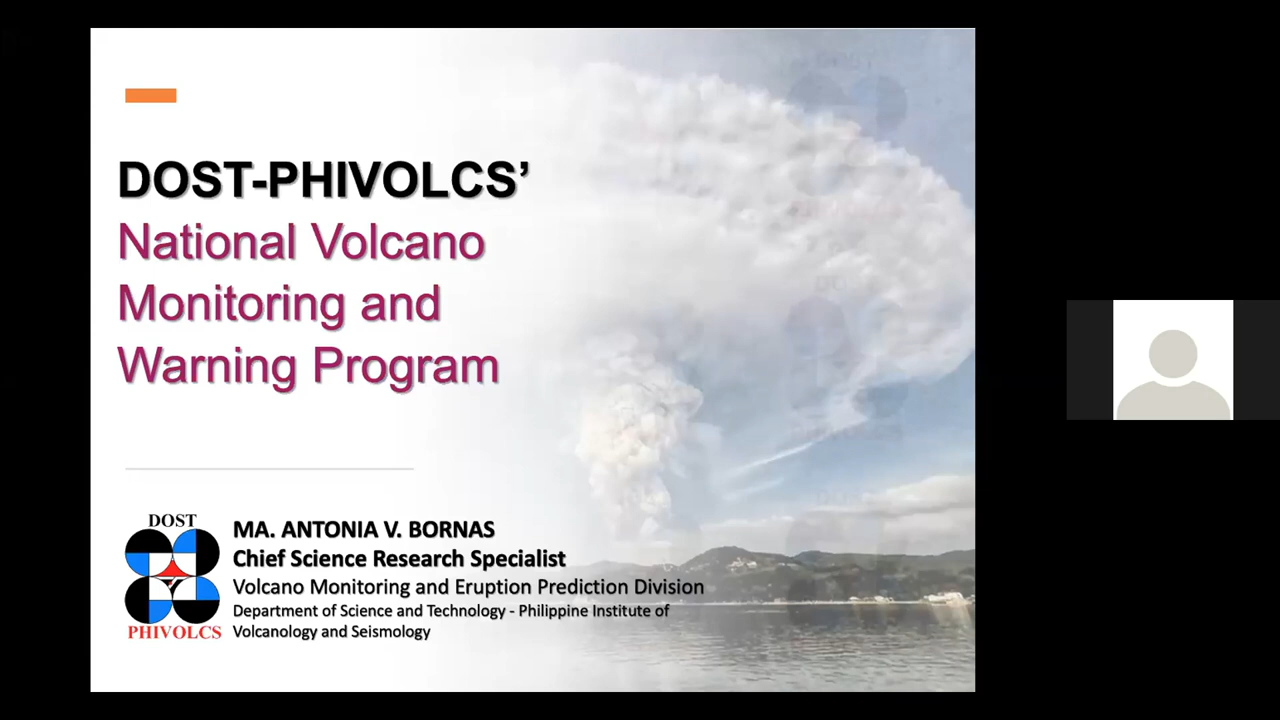 DOST-PHIVOLCS’
National Volcano
Monitoring and
Warning Program
DOST
PHIVOLCS
MA. ANTONIA V. BORNAS
Chief Science Research Specialist
Volcano Monitoring and Eruption Prediction Division
Department of Science and Technology - Philippine Institute of
Volcanology and Seismology